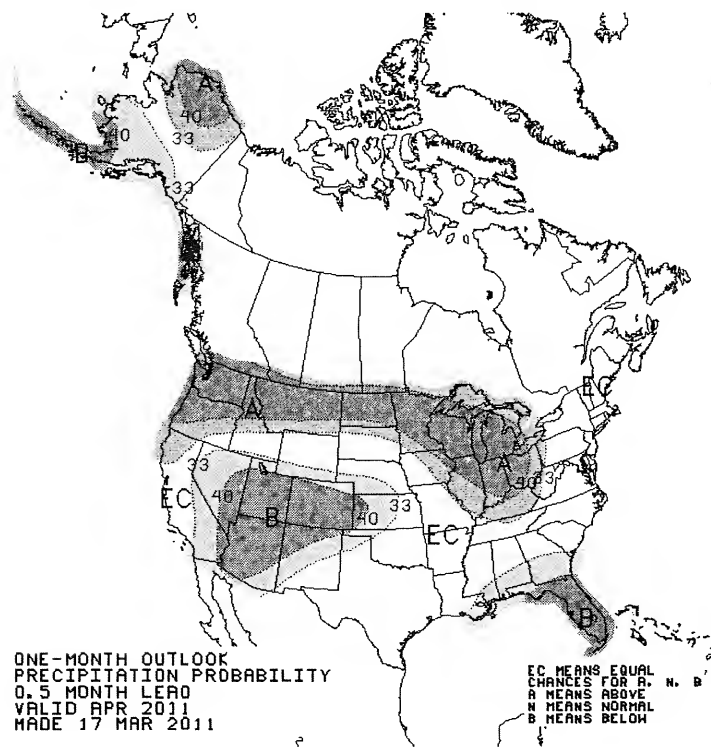 A
40
40
33
B
33
EC
A
A
A
33
40
33
EC
40
B
33
40
EC
B
ONE-MONTH OUTLOOK
PRECIPITATION PROBABILITY
0.5 MONTH LEAD
VALID APR 2011
MADE 17 MAR 2011
EC MEANS EQUAL
CHANCES FOR A, N, B
A MEANS ABOVE
N MEANS NORMAL
B MEANS BELOW